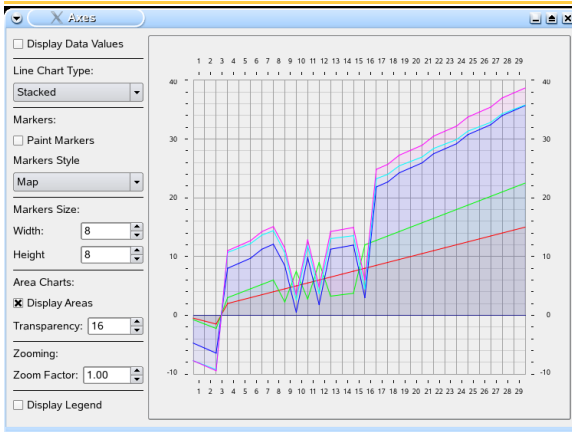 Axes
Display Data Values
Line Chart Type:
Stacked
Markers:
Paint Markers
Markers Style
Map
Markers Size:
Width: 8
Height 8
Area Charts:
Display Areas
Transparency: 16
Zooming:
Zoom Factor: 1.00
Display Legend
1 2 3 4 5 6 7 8 9 10 11 12 13 14 15 16 17 18 19 20 21 22 23 24 25 26 27 28 29
40 40
30 30
20 20
10 10
0 0
-10 -10
1 2 3 4 5 6 7 8 9 10 11 12 13 14 15 16 17 18 19 20 21 22 23 24 25 26 27 28 29